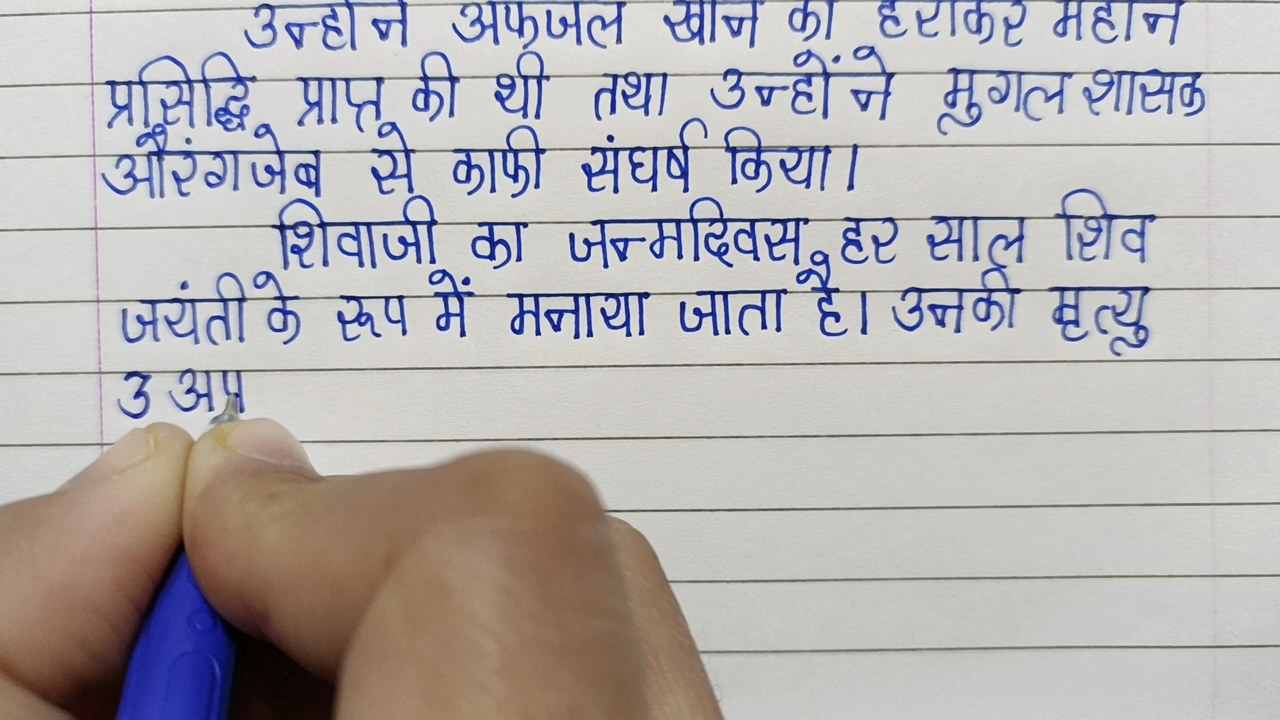 उन्होंने अफजल खान को हराकर महान
प्रसिद्धि प्राप्त की थी तथा उन्होंने मुगल शासक
औरंगजेब से काफी संघर्ष किया।
शिवाजी का जन्मदिवस हर साल शिव
जयंती के रूप में मनाया जाता है। उनकी मृत्यु
3 अप